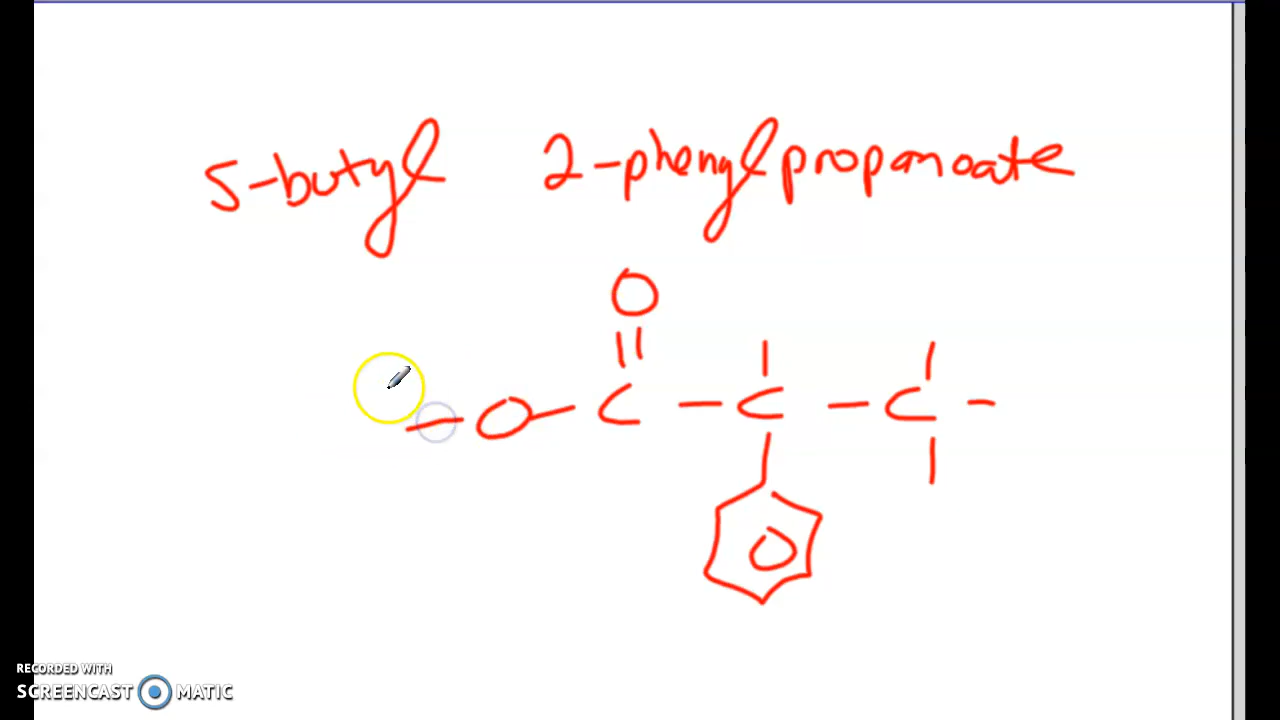 s-butyl 2-phenylpropanoate
O
O C C C
RECORDED WITH
SCREENCAST MATIC